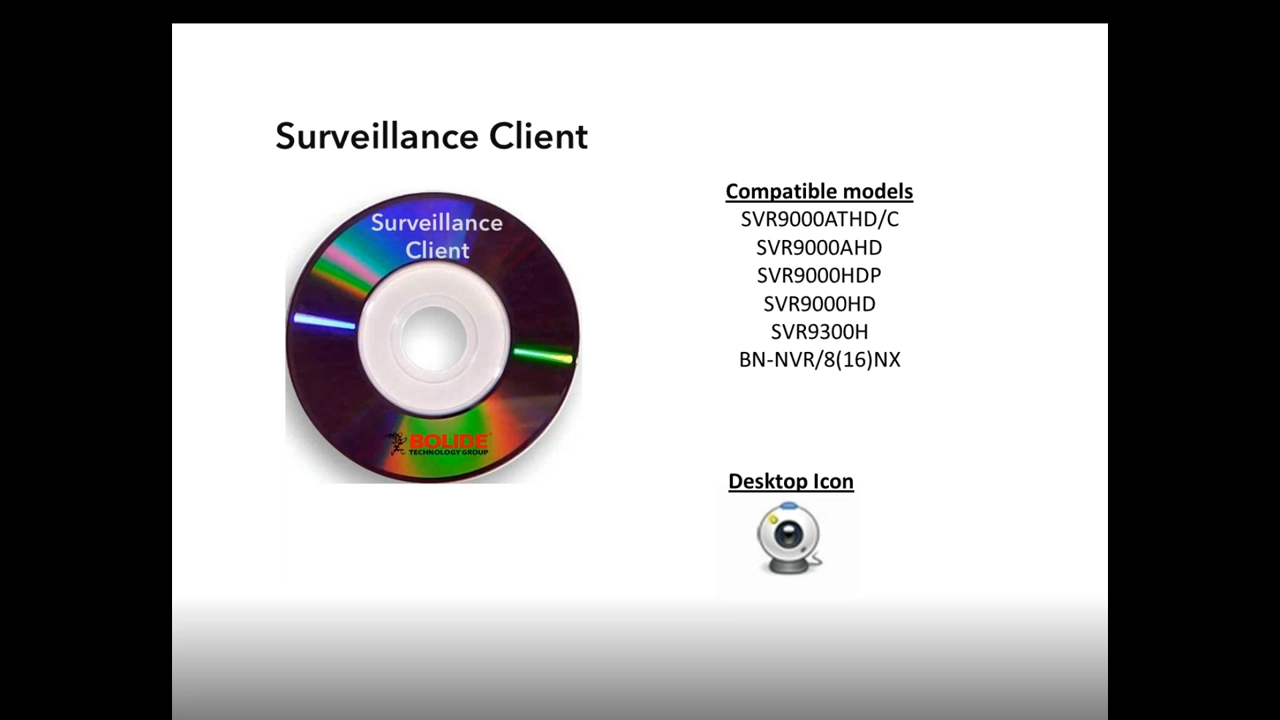 Surveillance Client
Surveillance
Client
BOLIDE
TECHNOLOGY GROUP
Compatible models
SVR9000ATHD/C
SVR9000AHD
SVR9000HDP
SVR9000HD
SVR9300H
BN-NVR/8(16)NX
Desktop Icon